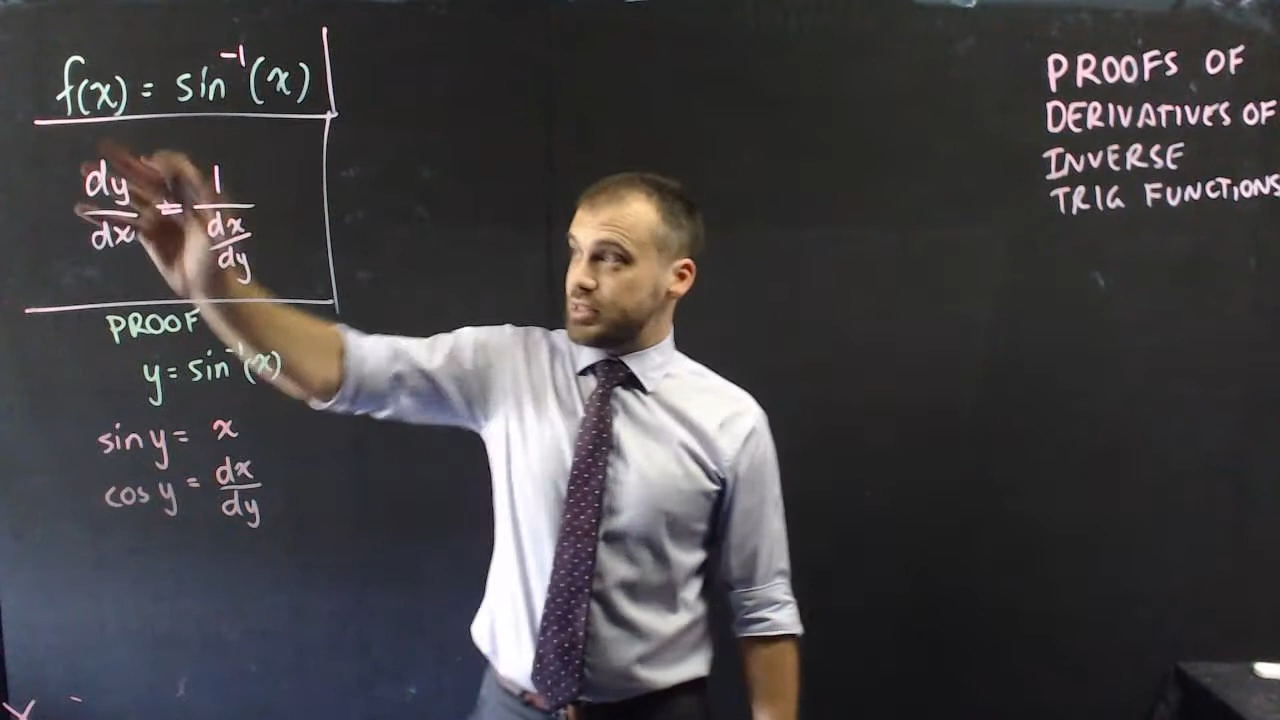 f(x) = sin⁻¹(x)
dy/dx = 1/(dx/dy)
PROOF
y = sin⁻¹(x)
sin y = x
cos y = dx/dy
PROOFS OF
DERIVATIVES OF
INVERSE
TRIG FUNCTIONS